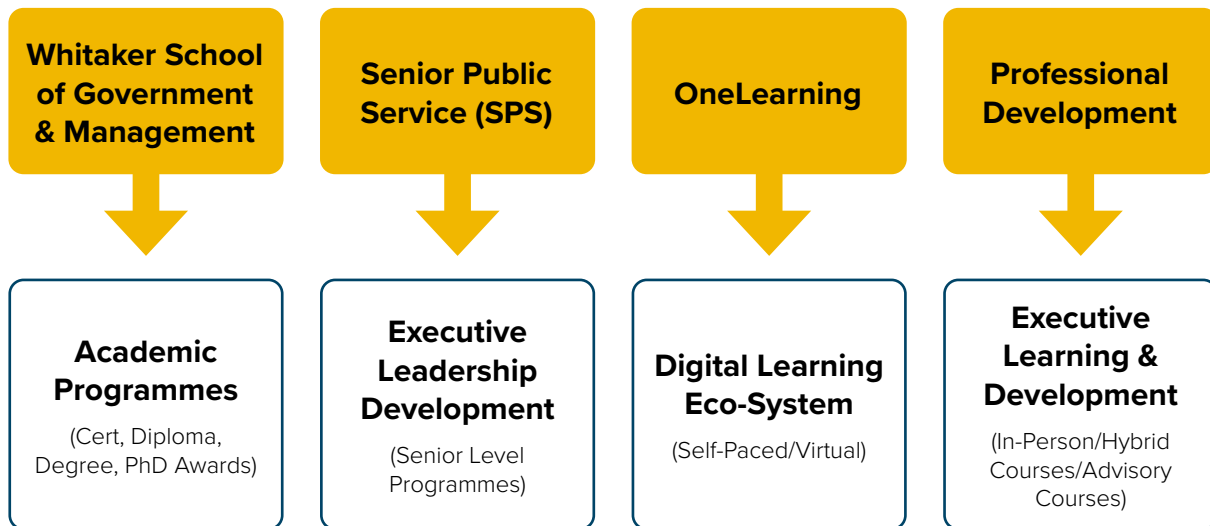 Whitaker School
of Government
& Management
Senior Public
Service (SPS)
OneLearning
Professional
Development
Academic
Programmes
(Cert, Diploma,
Degree, PhD Awards)
Executive
Leadership
Development
(Senior Level
Programmes)
Digital Learning
Eco-System
(Self-Paced/Virtual)
Executive
Learning &
Development
(In-Person/Hybrid
Courses/Advisory
Courses)